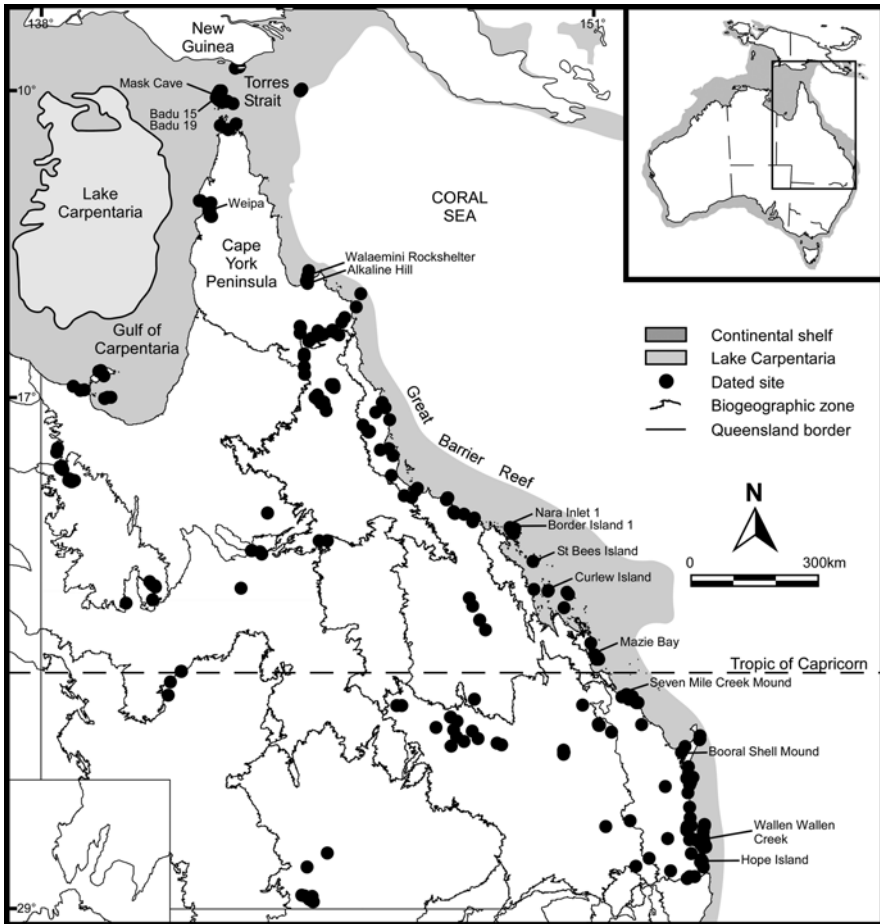 138°
151°
New
Guinea
10°
Mask Cave
Torres
Strait
Badu 15
Badu 19
Lake
Carpentaria
Weipa
CORAL
SEA
Cape
York
Peninsula
Walaemini Rockshelter
Alkaline Hill
Gulf of
Carpentaria
Continental shelf
Lake Carpentaria
Dated site
Biogeographic zone
Queensland border
17°
Great Barrier Reef
N
0 300km
Nara Inlet 1
Border Island 1
St Bees Island
Curlew Island
Mazie Bay
Tropic of Capricorn
Seven Mile Creek Mound
Booral Shell Mound
Wallen Wallen
Creek
Hope Island
29°